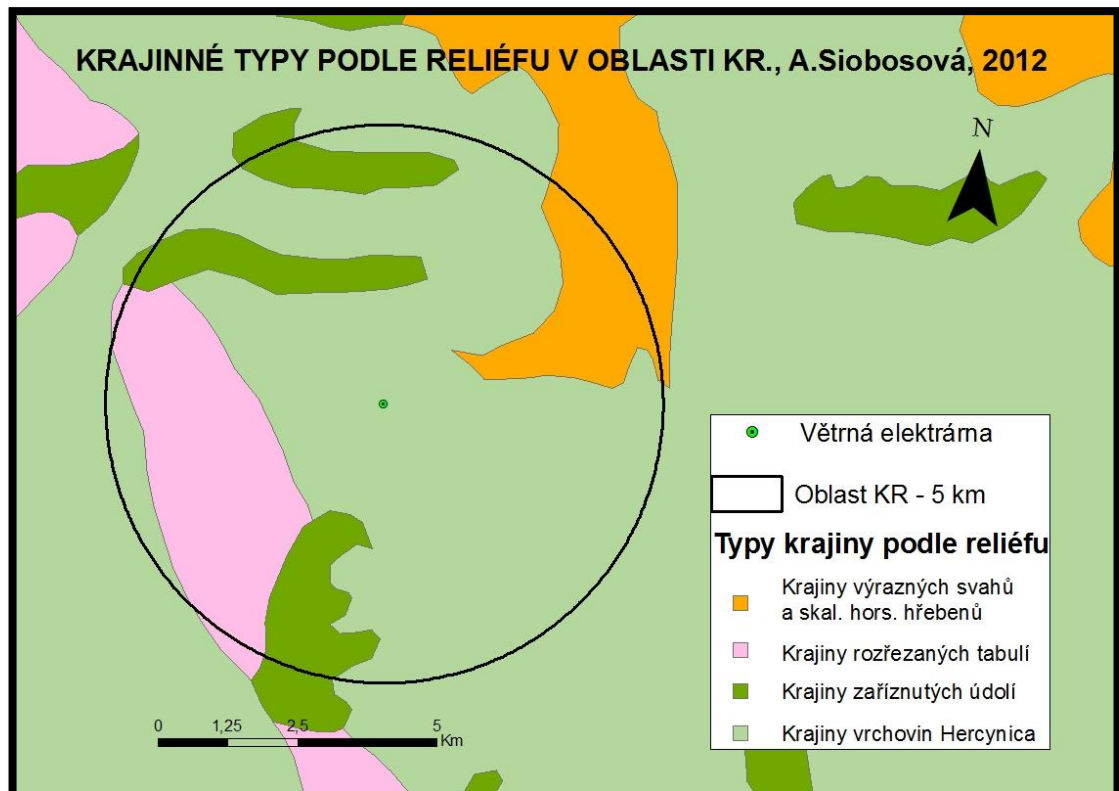 KRAJINNÉ TYPY PODLE RELIÉFU V OBLASTI KR., A.Siobosová, 2012
N
Větrná elektrárna
Oblast KR - 5 km
Typy krajiny podle reliéfu
Krajiny výrazných svahů
a skal. hors. hřebenů
Krajiny rozřezaných tabulí
Krajiny zaříznutých údolí
Krajiny vrchovin Hercynica
0 1,25 2,5 5
Km